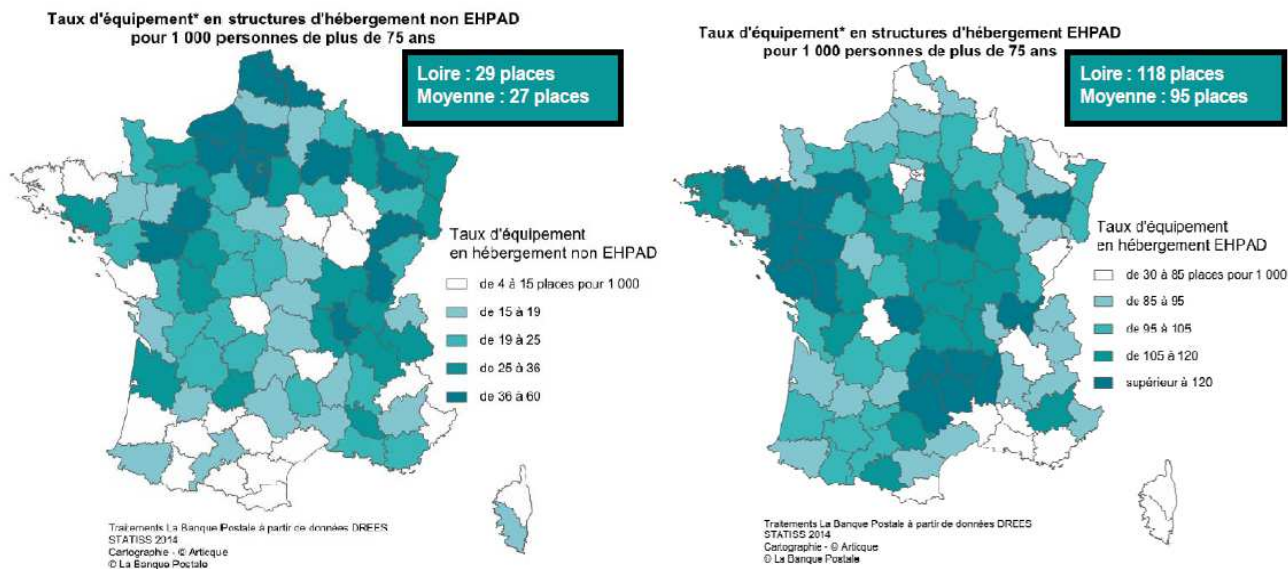 Taux d'équipement* en structures d'hébergement non EHPAD
pour 1 000 personnes de plus de 75 ans
Loire : 29 places
Moyenne : 27 places
Taux d'équipement
en hébergement non EHPAD
de 4 à 15 places pour 1 000
de 15 à 19
de 19 à 25
de 25 à 36
de 36 à 60
Traitements La Banque Postale à partir de données DREES
STATISS 2014
Cartographie - © Articque
© La Banque Postale
Taux d'équipement* en structures d'hébergement EHPAD
pour 1 000 personnes de plus de 75 ans
Loire : 118 places
Moyenne : 95 places
Taux d'équipement
en hébergement EHPAD
de 30 à 85 places pour 1 000
de 85 à 95
de 95 à 105
de 105 à 120
supérieur à 120
Traitements La Banque Postale à partir de données DREES
STATISS 2014
Cartographie - © Articque
© La Banque Postale